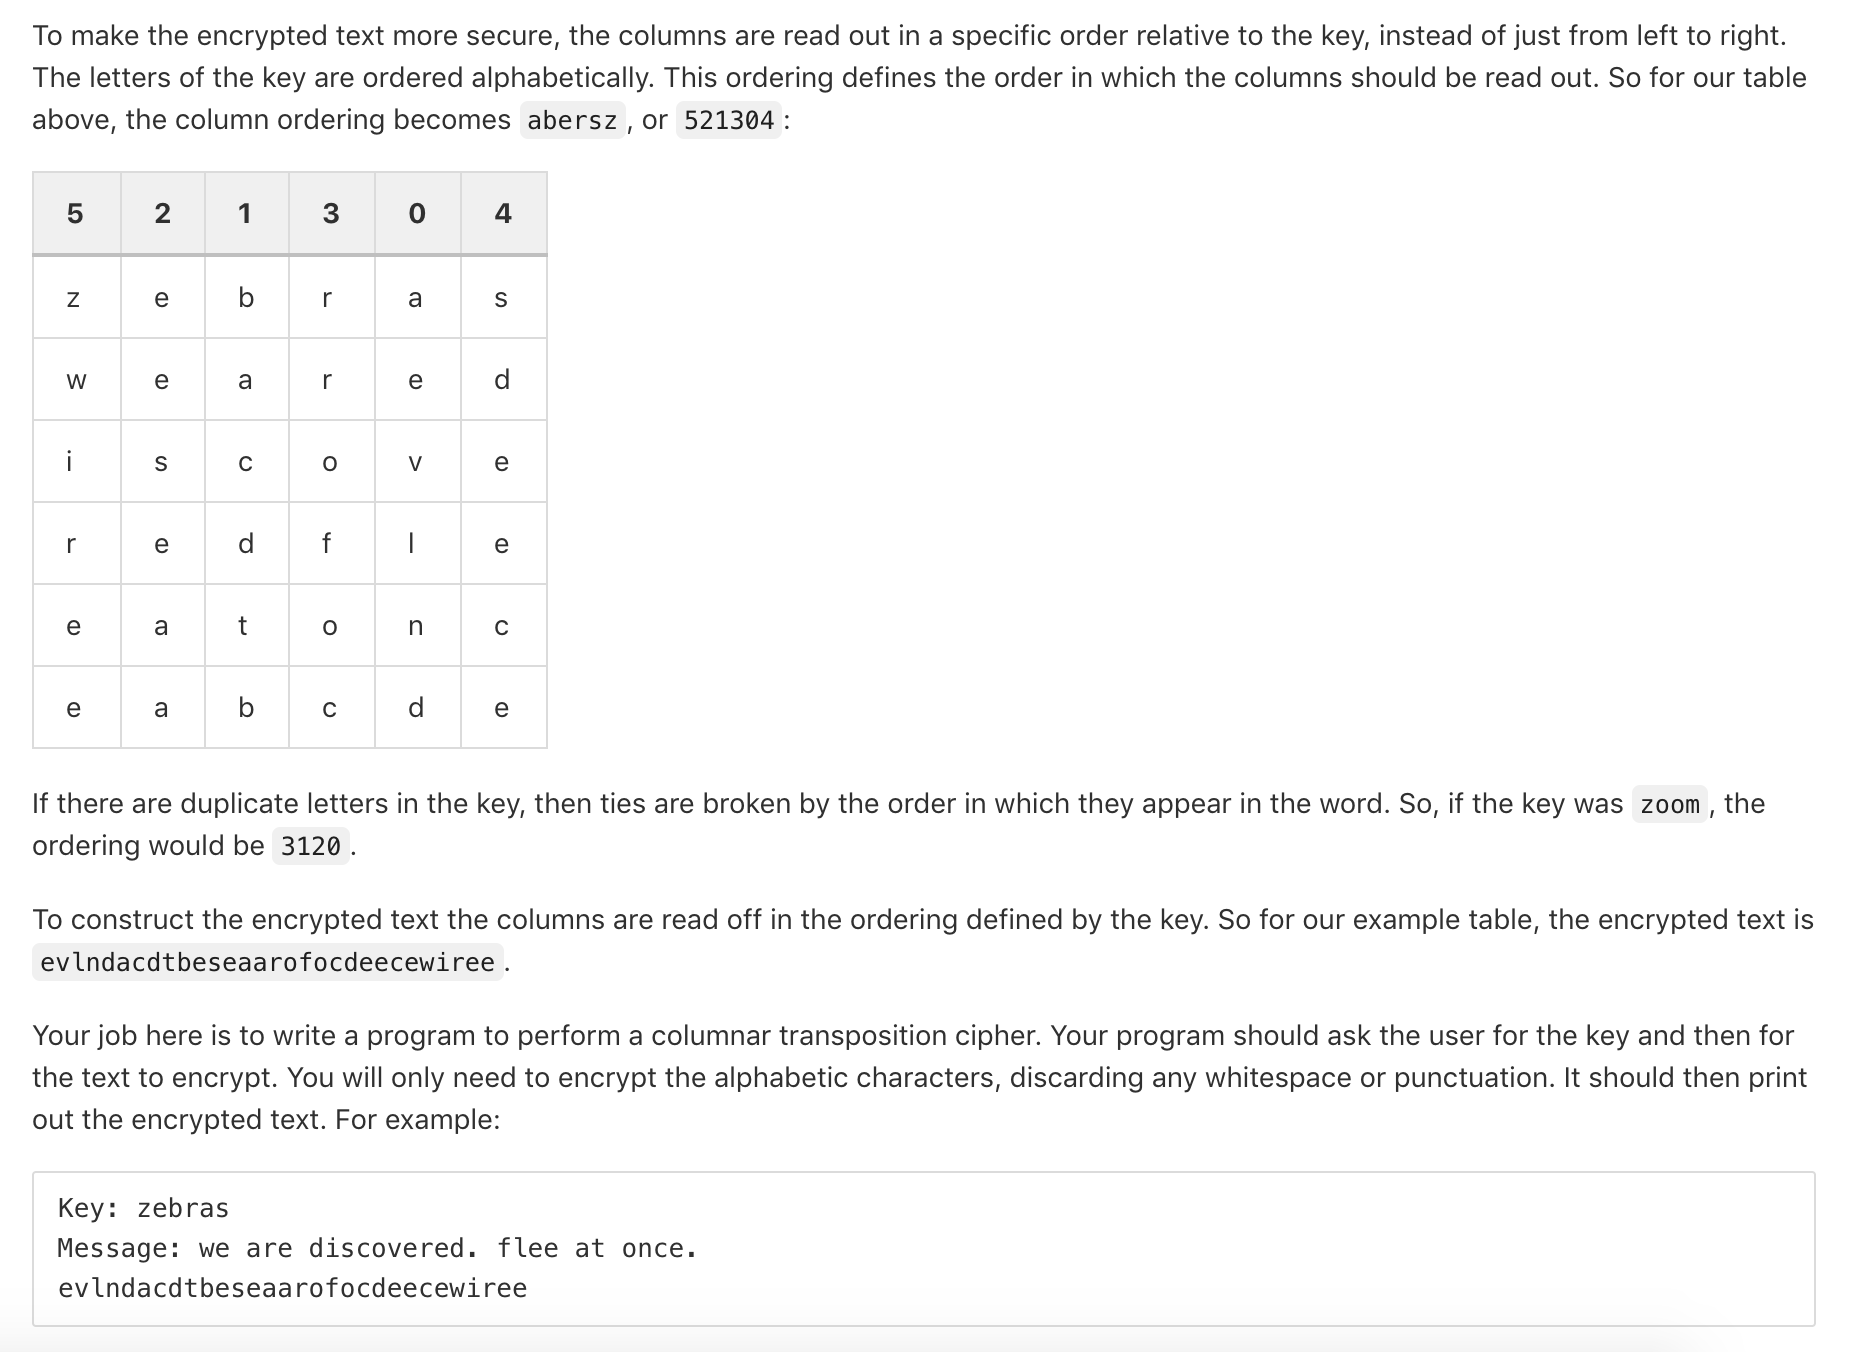 To make the encrypted text more secure, the columns are read out in a specific order relative to the key, instead of just from left to right.
The letters of the key are ordered alphabetically. This ordering defines the order in which the columns should be read out. So for our table
above, the column ordering becomes abersz, or 521304:
5 2 1 3 0 4
z e b r a s
w e a r e d
i s c o v e
r e d f l e
e a t o n c
e a b c d e
If there are duplicate letters in the key, then ties are broken by the order in which they appear in the word. So, if the key was zoom, the
ordering would be 3120.
To construct the encrypted text the columns are read off in the ordering defined by the key. So for our example table, the encrypted text is
evlndacdtbeseaarofocdeecewiree.
Your job here is to write a program to perform a columnar transposition cipher. Your program should ask the user for the key and then for
the text to encrypt. You will only need to encrypt the alphabetic characters, discarding any whitespace or punctuation. It should then print
out the encrypted text. For example:
Key: zebras
Message: we are discovered. flee at once.
evlndacdtbeseaarofocdeecewiree